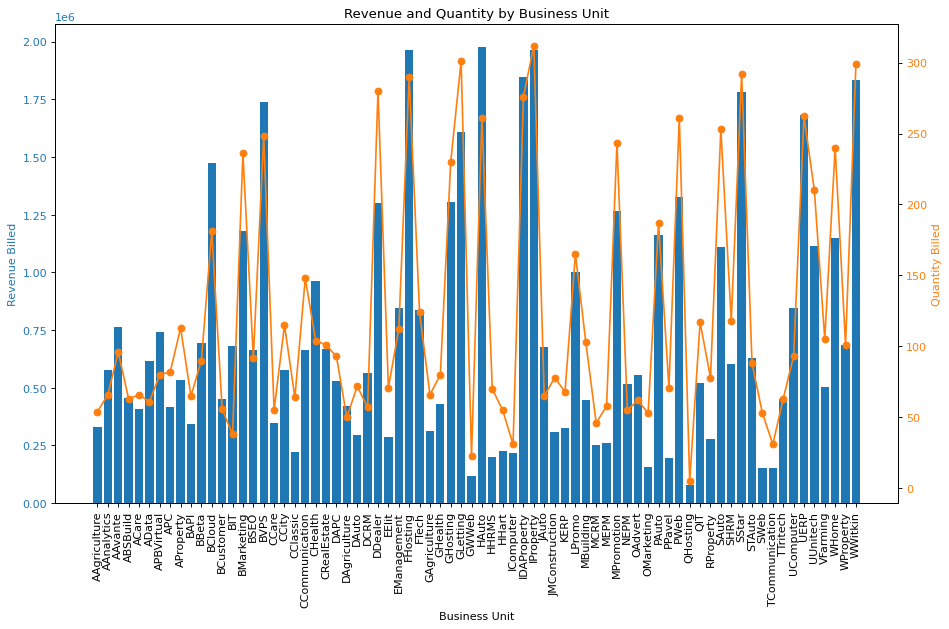 Revenue and Quantity by Business Unit
1e6
2.00
1.75
1.50
1.25
1.00
0.75
0.50
0.25
0.00
Revenue Billed
300
250
200
150
100
50
0
Quantity Billed
AAgriculture
AAnalytics
AAvante
ABSBuild
ACare
AData
APBVirtual
APC
AProperty
BAPI
BBeta
BCloud
BCustomer
BIT
BMarketing
BSEO
BVPS
CCare
CCity
CClassic
CCommunication
CHealth
CRealEstate
DAPC
DAgriculture
DAuto
DCRM
DDealer
EElit
EManagement
FHosting
FTech
GAgriculture
GHealth
GHosting
GLetting
GWWeb
HAuto
HHRMS
HHart
IComputer
IDAProperty
IProperty
JAuto
JMConstruction
KERP
LPromo
MBuilding
MCRM
MEPM
MPromotion
NEPM
OAdvert
OMarketing
PAuto
PPavel
PWeb
QHosting
QIT
RProperty
SAuto
SHRM
SStar
STAuto
SWeb
TCommunication
TTritech
UComputer
UERP
UUnitech
VFarming
WHome
WProperty
WWitkin
Business Unit